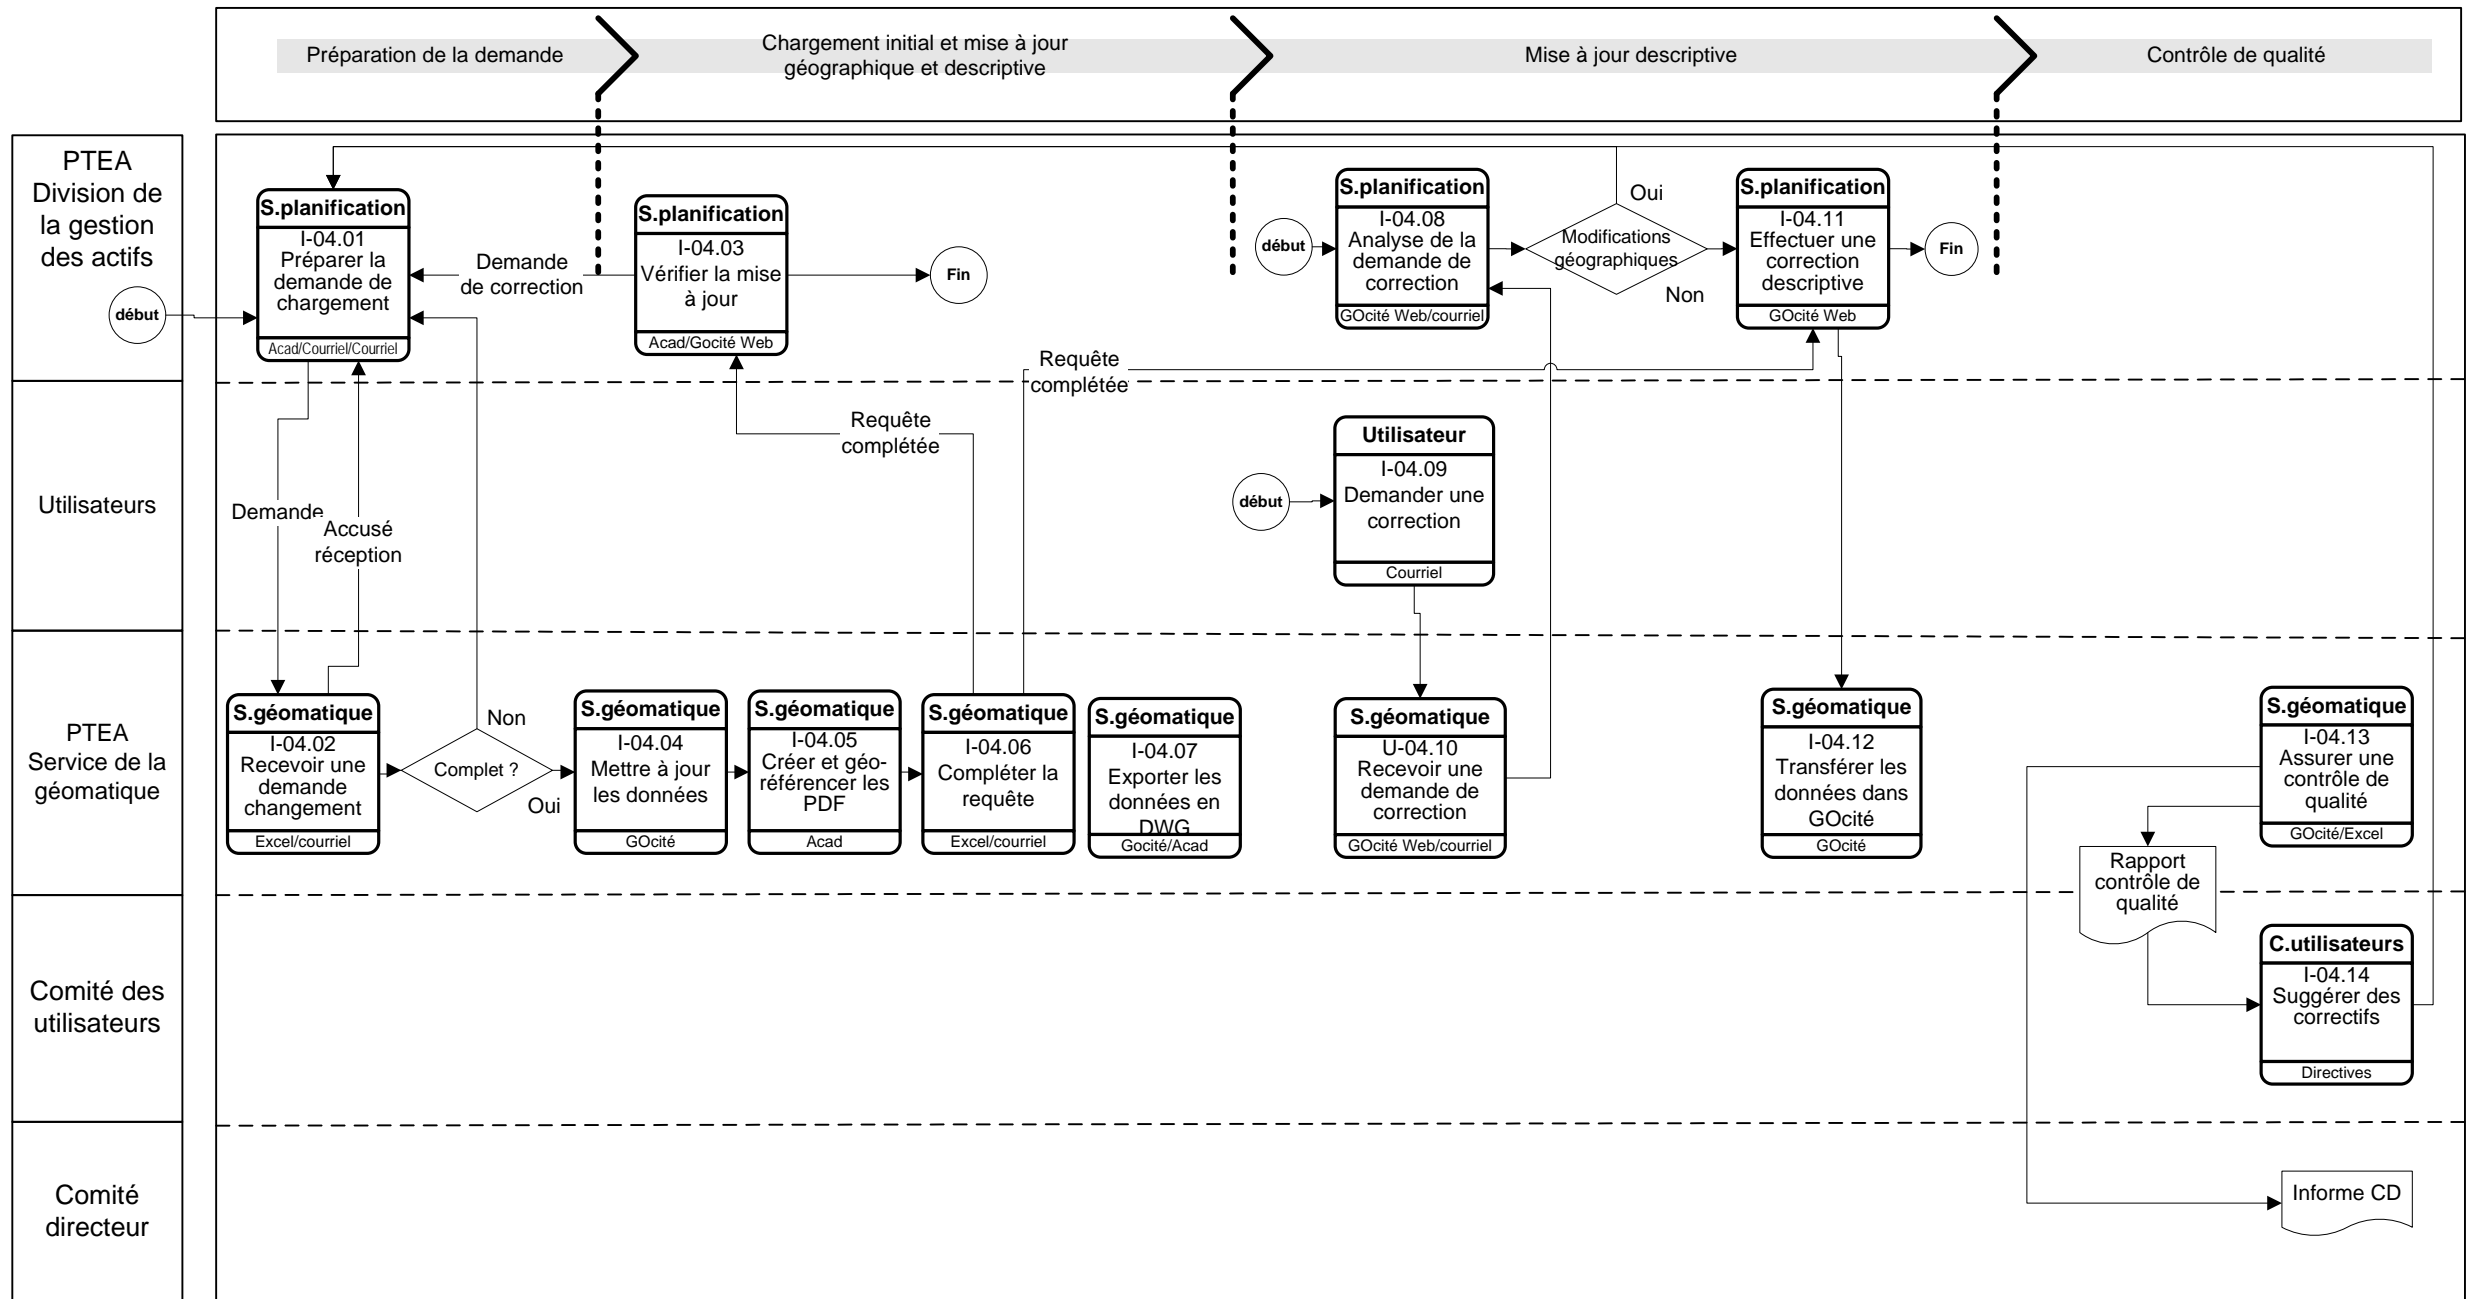 Préparation de la demande
Chargement initial et mise à jour
géographique et descriptive
Mise à jour descriptive
Contrôle de qualité
PTEA
Division de
la gestion
des actifs
début
S.planification
I-04.01
Préparer la
demande de
chargement
Acad/Courriel/Courriel
Demande
de correction
S.planification
I-04.03
Vérifier la mise
à jour
Acad/Gocité Web
Fin
début
S.planification
I-04.08
Analyse de la
demande de
correction
GOcité Web/courriel
Modifications
géographiques
Oui
Non
S.planification
I-04.11
Effectuer une
correction
descriptive
GOcité Web
Fin
Requête
complétée
Utilisateurs
Demande
Accusé
réception
Requête
complétée
début
Utilisateur
I-04.09
Demander une
correction
Courriel
PTEA
Service de la
géomatique
S.géomatique
I-04.02
Recevoir une
demande
changement
Excel/courriel
Complet ?
Non
Oui
S.géomatique
I-04.04
Mettre à jour
les données
GOcité
S.géomatique
I-04.05
Créer et géo-
référencer les
PDF
Acad
S.géomatique
I-04.06
Compléter la
requête
Excel/courriel
S.géomatique
I-04.07
Exporter les
données en
DWG
Gocité/Acad
S.géomatique
U-04.10
Recevoir une
demande de
correction
GOcité Web/courriel
S.géomatique
I-04.12
Transférer les
données dans
GOcité
GOcité
S.géomatique
I-04.13
Assurer une
contrôle de
qualité
GOcité/Excel
Rapport
contrôle de
qualité
Comité des
utilisateurs
C.utilisateurs
I-04.14
Suggérer des
correctifs
Directives
Comité
directeur
Informe CD